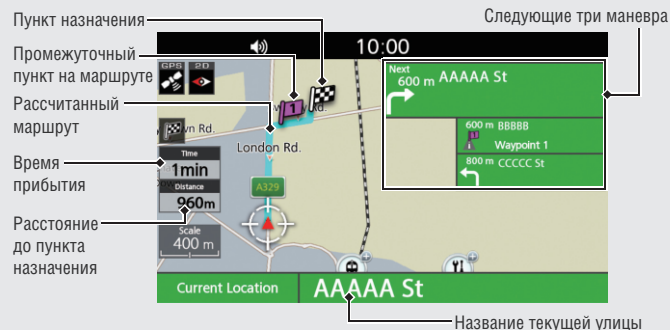 Пункт назначения
Следующие три маневра
Промежуточный
пункт на маршруте
Рассчитанный
маршрут
Время
прибытия
Расстояние
до пункта
назначения
10:00
GPS
2D
Next
600 m AAAAA St
600 m BBBBB
Waypoint 1
800 m CCCCC St
1
Rd.
London Rd.
Time
1min
Distance
960m
A329
Scale
400 m
Current Location
AAAAA St
Название текущей улицы